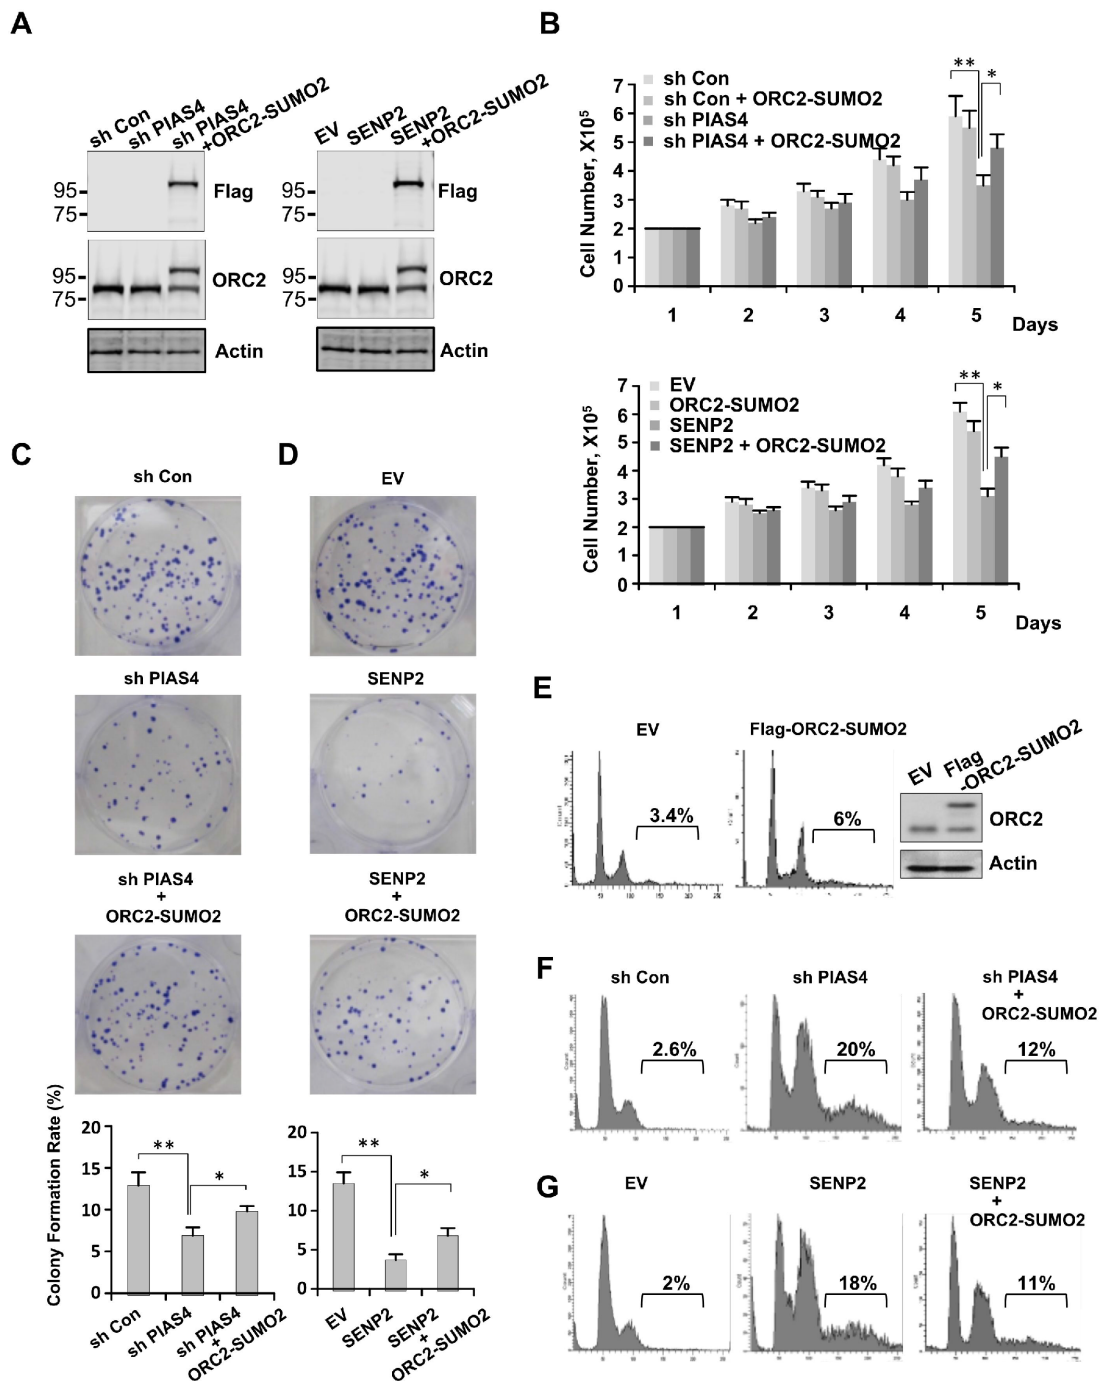 A
sh Con
sh PIAS4
sh PIAS4
+ORC2-SUMO2
95
75
Flag
95
75
ORC2
Actin
EV
SENP2
SENP2
+ORC2-SUMO2
95
75
Flag
95
75
ORC2
Actin
B
sh Con
sh Con + ORC2-SUMO2
sh PIAS4
sh PIAS4 + ORC2-SUMO2
** *
Cell Number, X10⁵
7
6
5
4
3
2
1
0
1 2 3 4 5
Days
EV
ORC2-SUMO2
SENP2
SENP2 + ORC2-SUMO2
** *
Cell Number, X10⁵
7
6
5
4
3
2
1
0
1 2 3 4 5
Days
C
sh Con
sh PIAS4
sh PIAS4
+
ORC2-SUMO2
Colony Formation Rate (%)
20
15
10
5
0
** *
sh Con
sh PIAS4
sh PIAS4
+
ORC2-SUMO2
D
EV
SENP2
SENP2
+
ORC2-SUMO2
20
15
10
5
0
** *
EV
SENP2
SENP2
+
ORC2-SUMO2
E
EV
3.4%
Flag-ORC2-SUMO2
6%
EV
Flag
-ORC2-SUMO2
ORC2
Actin
F
sh Con
2.6%
sh PIAS4
20%
sh PIAS4
+
ORC2-SUMO2
12%
G
EV
2%
SENP2
18%
SENP2
+
ORC2-SUMO2
11%